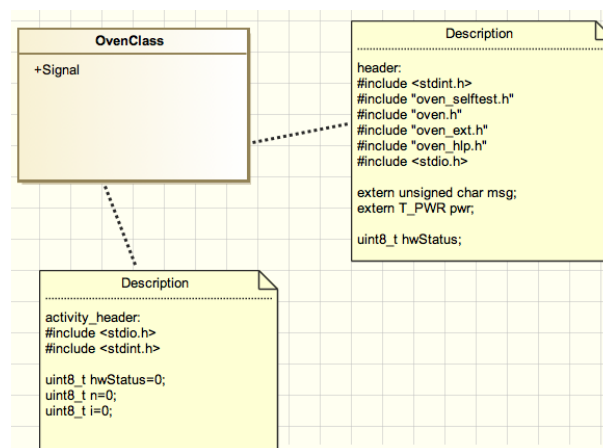 OvenClass
+Signal
Description
header:
#include <stdint.h>
#include "oven_selftest.h"
#include "oven.h"
#include "oven_ext.h"
#include "oven_hlp.h"
#include <stdio.h>
extern unsigned char msg;
extern T_PWR pwr;
uint8_t hwStatus;
Description
activity_header:
#include <stdio.h>
#include <stdint.h>
uint8_t hwStatus=0;
uint8_t n=0;
uint8_t i=0;